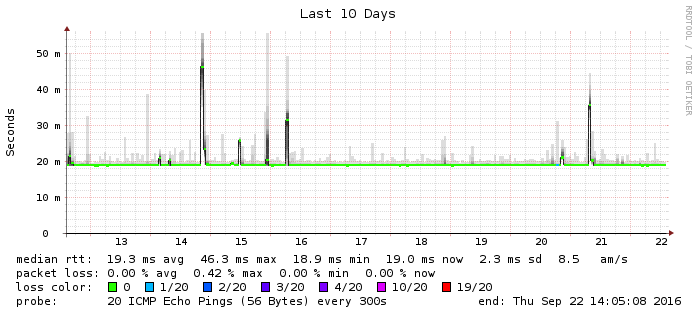 Last 10 Days
RRDTOOL / TOBI OETIKER
Seconds
50 m
40 m
30 m
20 m
10 m
0
13 14 15 16 17 18 19 20 21 22
median rtt: 19.3 ms avg 46.3 ms max 18.9 ms min 19.0 ms now 2.3 ms sd 8.5 am/s
packet loss: 0.00 % avg 0.42 % max 0.00 % min 0.00 % now
loss color: 0 1/20 2/20 3/20 4/20 10/20 19/20
probe: 20 ICMP Echo Pings (56 Bytes) every 300s end: Thu Sep 22 14:05:08 2016